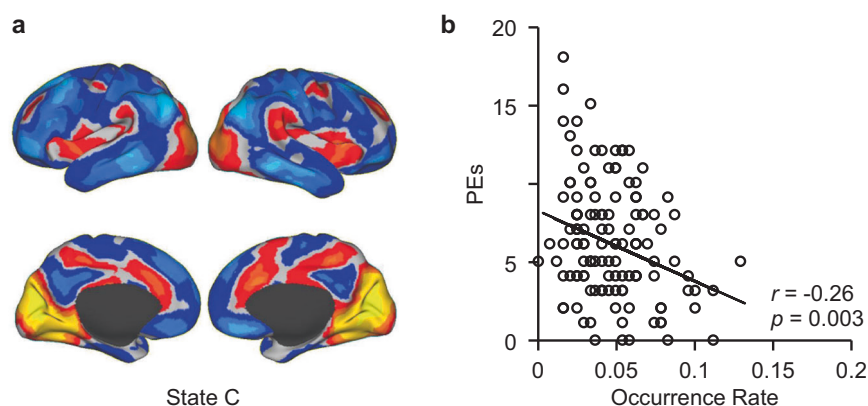 a
State C
b
PEs
20
15
10
5
0
0
0.05
0.1
0.15
0.2
Occurrence Rate
r = -0.26
p = 0.003